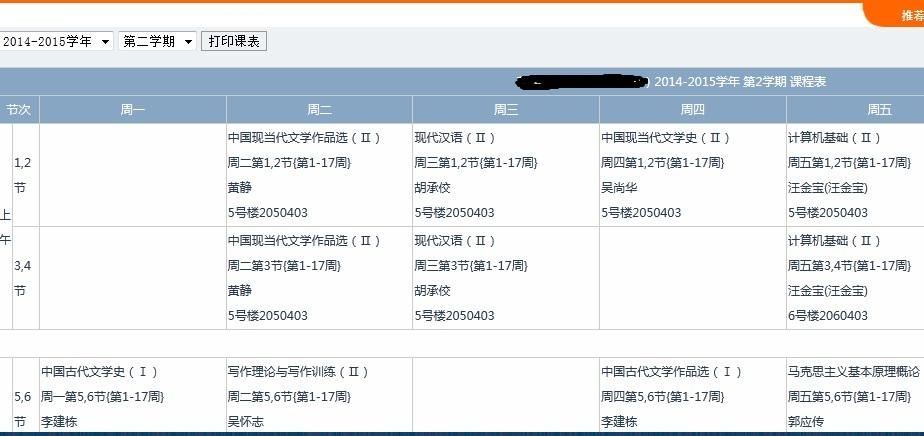 推荐
2014-2015学年 第二学期 打印课表
2014-2015学年 第2学期 课程表
节次 周一 周二 周三 周四 周五
上午
1,2节
中国现当代文学作品选（Ⅱ）
周二第1,2节{第1-17周}
黄静
5号楼2050403
现代汉语（Ⅱ）
周三第1,2节{第1-17周}
胡承佼
5号楼2050403
中国现当代文学史（Ⅱ）
周四第1,2节{第1-17周}
吴尚华
5号楼2050403
计算机基础（Ⅱ）
周五第1,2节{第1-17周}
汪金宝(汪金宝)
5号楼2050403
3,4节
中国现当代文学作品选（Ⅱ）
周二第3节{第1-17周}
黄静
5号楼2050403
现代汉语（Ⅱ）
周三第3节{第1-17周}
胡承佼
5号楼2050403
计算机基础（Ⅱ）
周五第3,4节{第1-17周}
汪金宝(汪金宝)
6号楼2060403
5,6节
中国古代文学史（Ⅰ）
周一第5,6节{第1-17周}
李建栋
写作理论与写作训练（Ⅱ）
周二第5,6节{第1-17周}
吴怀志
中国古代文学作品选（Ⅰ）
周四第5,6节{第1-17周}
李建栋
马克思主义基本原理概论
周五第5,6节{第1-17周}
郭应传